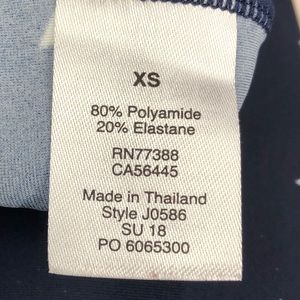 XS
80% Polyamide
20% Elastane
RN77388
CA56445
Made in Thailand
Style J0586
SU 18
PO 6065300